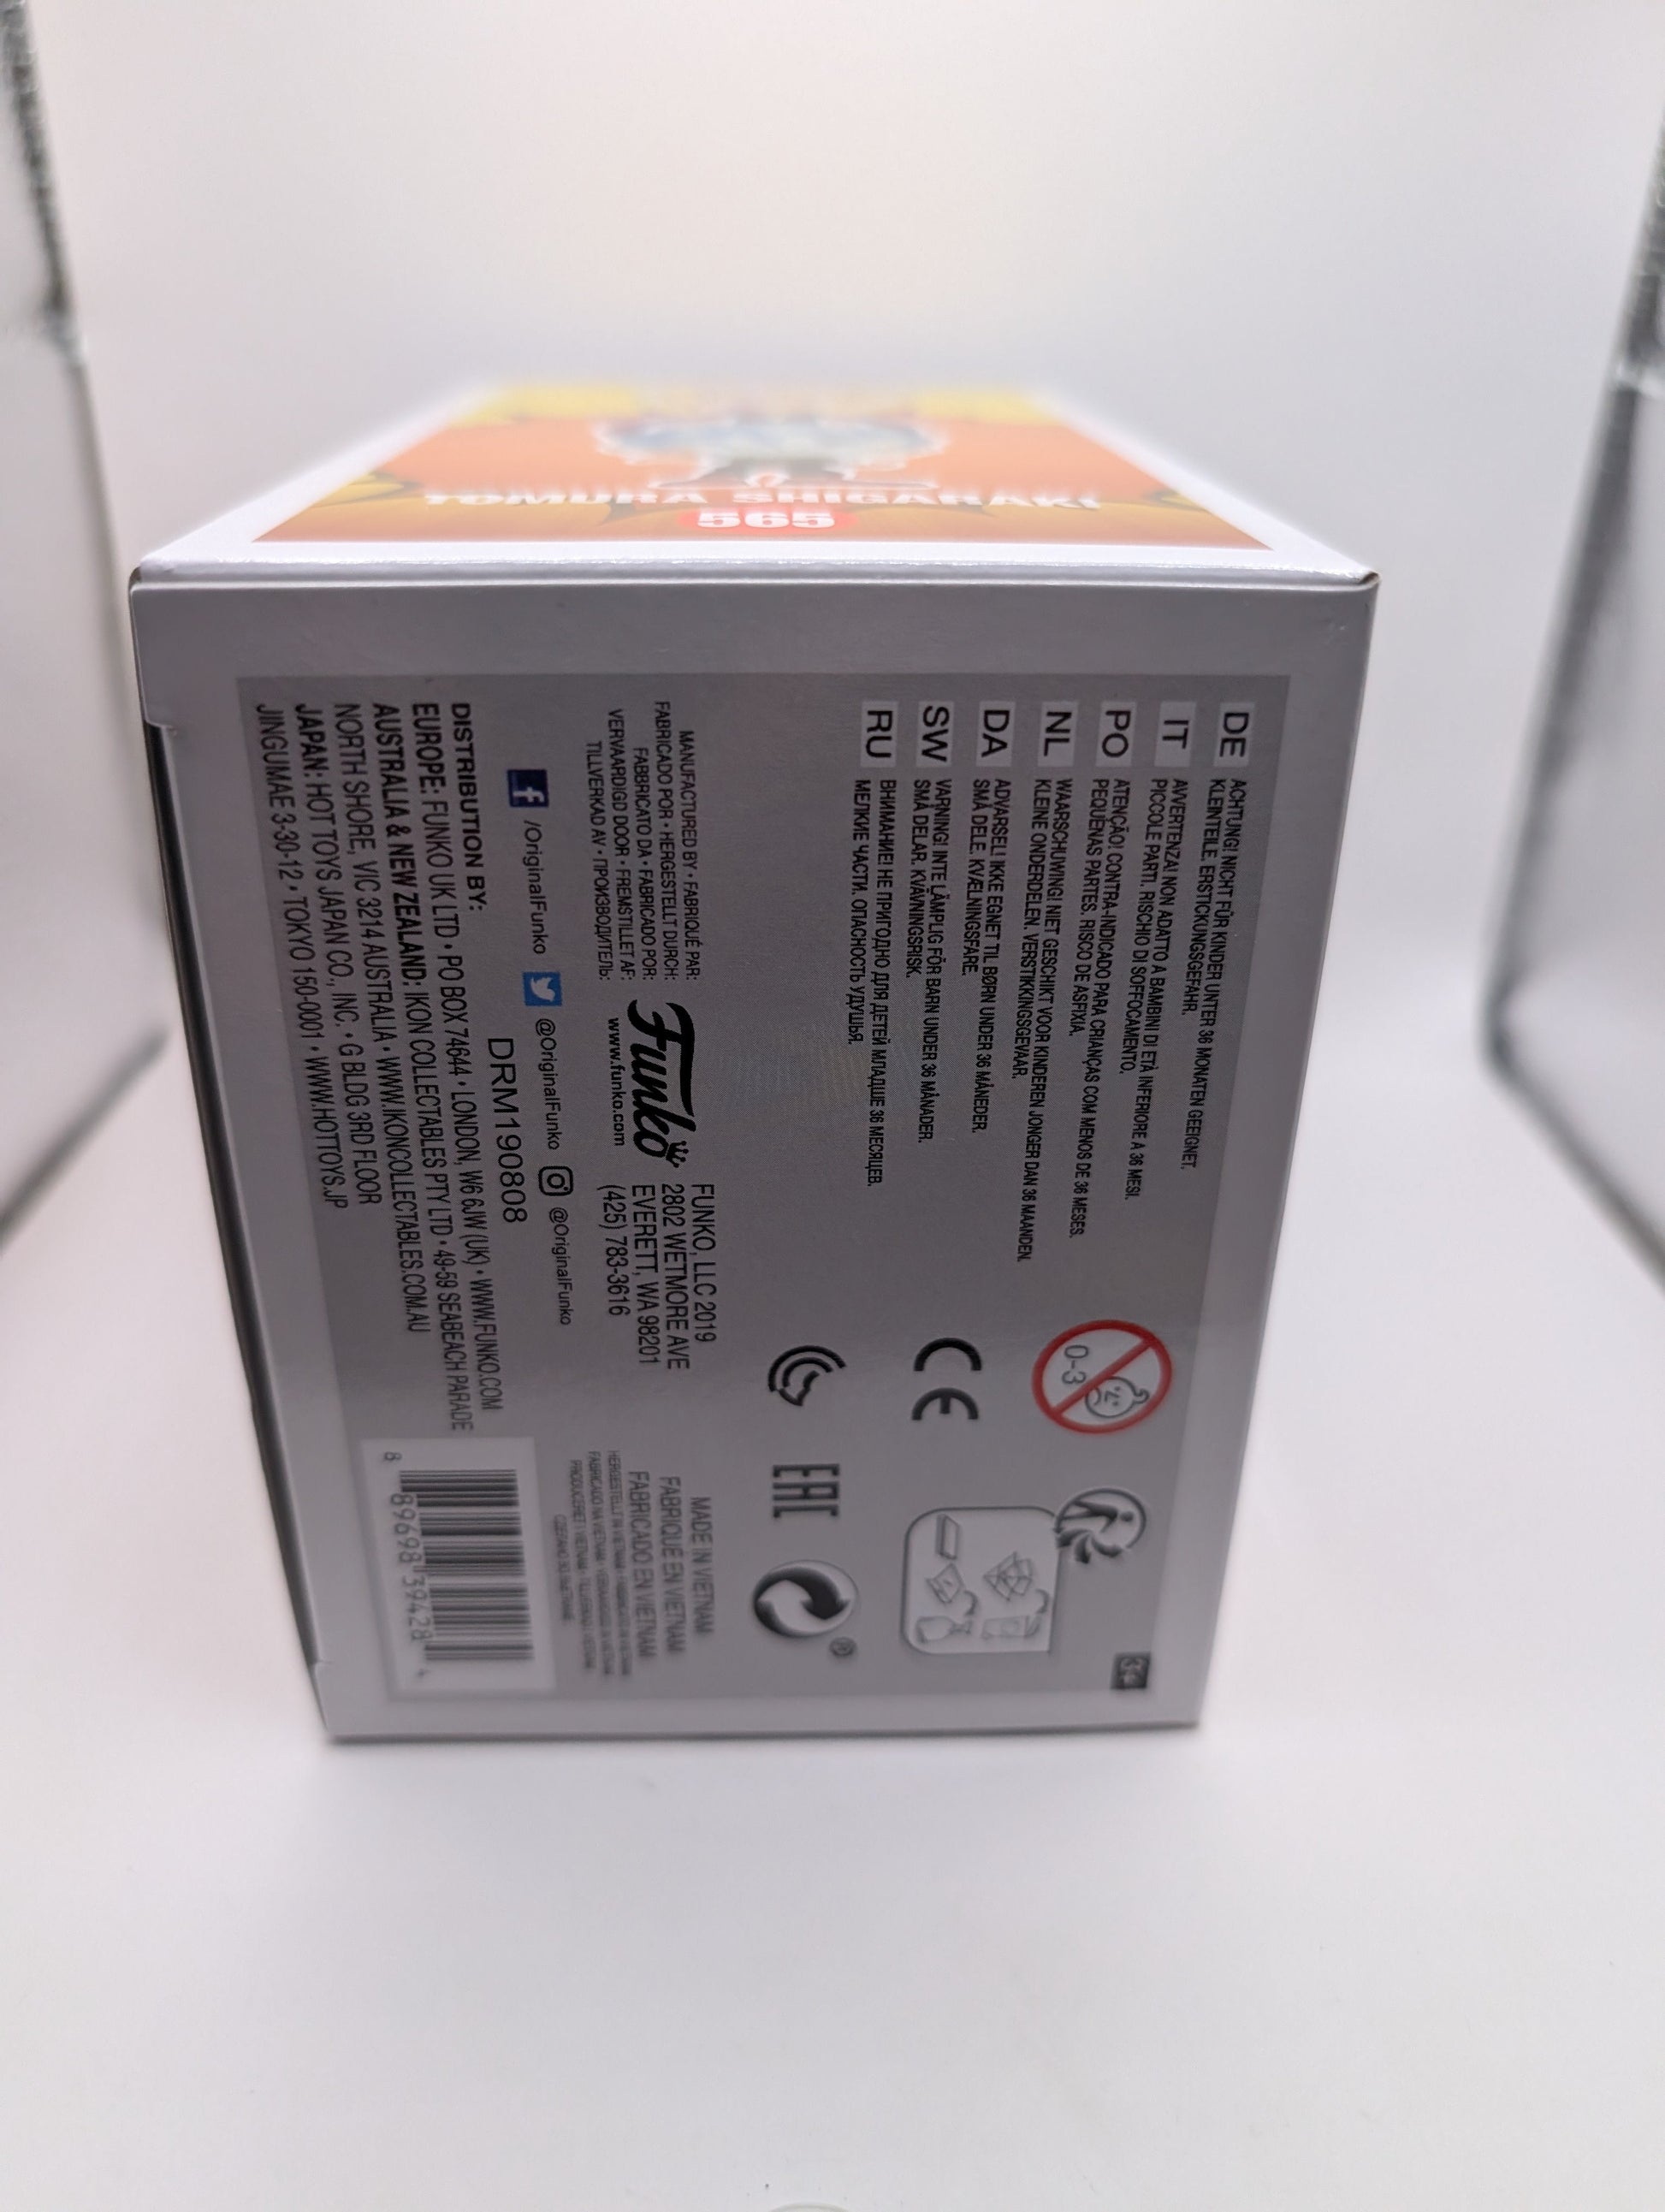 TOMURA SHIGARAKI
565
DE ACHTUNG! NICHT FÜR KINDER UNTER 36 MONATEN GEEIGNET.
KLEINTEILE. ERSTICKUNGSGEFAHR.
IT AVVERTENZA! NON ADATTO A BAMBINI DI ETÀ INFERIORE A 36 MESI.
PICCOLE PARTI. RISCHIO DI SOFFOCAMENTO.
PO ATENÇÃO! CONTRA-INDICADO PARA CRIANÇAS COM MENOS DE 36 MESES.
PEQUENAS PARTES. RISCO DE ASFIXIA.
NL WAARSCHUWING! NIET GESCHIKT VOOR KINDEREN JONGER DAN 36 MAANDEN.
KLEINE ONDERDELEN. VERSTIKKINGSGEVAAR.
DA ADVARSEL! IKKE EGNET TIL BØRN UNDER 36 MÅNEDER.
SMÅ DELE. KVÆLNINGSFARE.
SW VARNING! INTE LÄMPLIG FÖR BARN UNDER 36 MÅNADER.
SMÅ DELAR. KVÄVNINGSRISK.
RU ВНИМАНИЕ! НЕ ПРИГОДНО ДЛЯ ДЕТЕЙ МЛАДШЕ 36 МЕСЯЦЕВ.
МЕЛКИЕ ЧАСТИ. ОПАСНОСТЬ УДУШЬЯ.
0-3
CE
EAC
®
MANUFACTURED BY • FABRIQUÉ PAR:
FABRICADO POR • HERGESTELLT DURCH:
FABBRICATO DA • FABRICADO POR:
VERVAARDIGD DOOR • FREMSTILLET AF:
TILLVERKAD AV • ПРОИЗВОДИТЕЛЬ:
Funko
www.funko.com
FUNKO, LLC 2019
2802 WETMORE AVE
EVERETT, WA 98201
(425) 783-3616
MADE IN VIETNAM
FABRIQUÉ EN VIETNAM
FABRICADO EN VIETNAM
/OriginalFunko @OriginalFunko @OriginalFunko
DRM190808
DISTRIBUTION BY:
EUROPE: FUNKO UK LTD • PO BOX 74644 • LONDON, W6 6JW (UK) • WWW.FUNKO.COM
AUSTRALIA & NEW ZEALAND: IKON COLLECTABLES PTY LTD • 49-59 SEABEACH PARADE
NORTH SHORE, VIC 3214 AUSTRALIA • WWW.IKONCOLLECTABLES.COM.AU
JAPAN: HOT TOYS JAPAN CO., INC. • G BLDG 3RD FLOOR
JINGUMAE 3-30-12 • TOKYO 150-0001 • WWW.HOTTOYS.JP
8 89698 39428 4